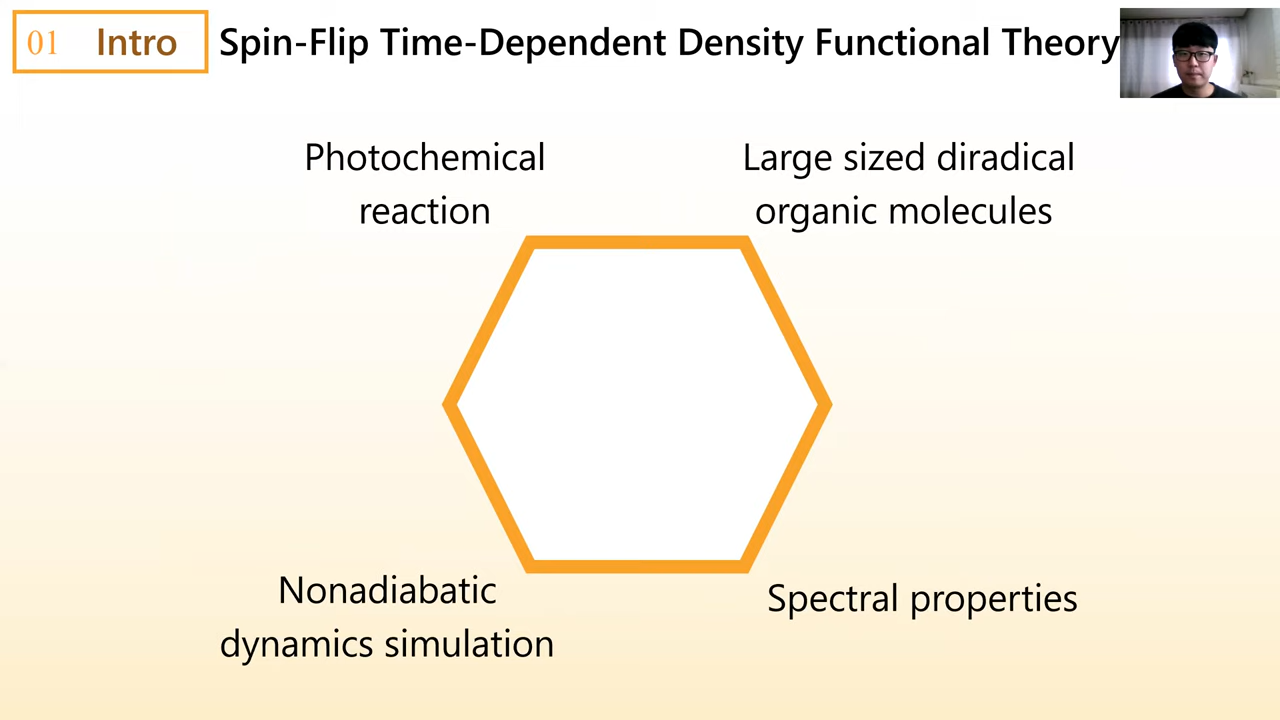 01 Intro Spin-Flip Time-Dependent Density Functional Theory
Photochemical
reaction
Large sized diradical
organic molecules
Nonadiabatic
dynamics simulation
Spectral properties